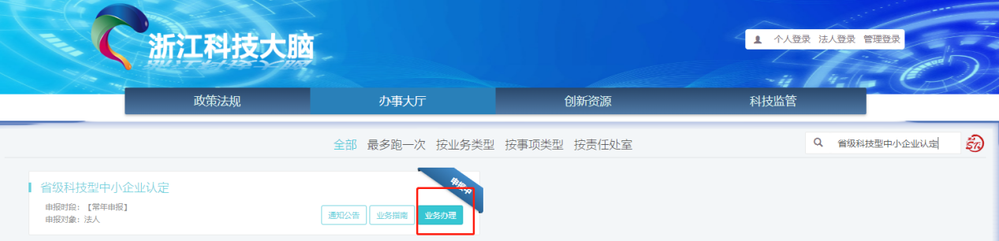 浙江科技大脑
个人登录 法人登录 管理登录
政策法规 办事大厅 创新资源 科技监管
全部 最多跑一次 按业务类型 按事项类型 按责任处室
省级科技型中小企业认定
申报中
省级科技型中小企业认定
申报时段：【常年申报】
申报对象：法人
通知公告 业务指南 业务办理